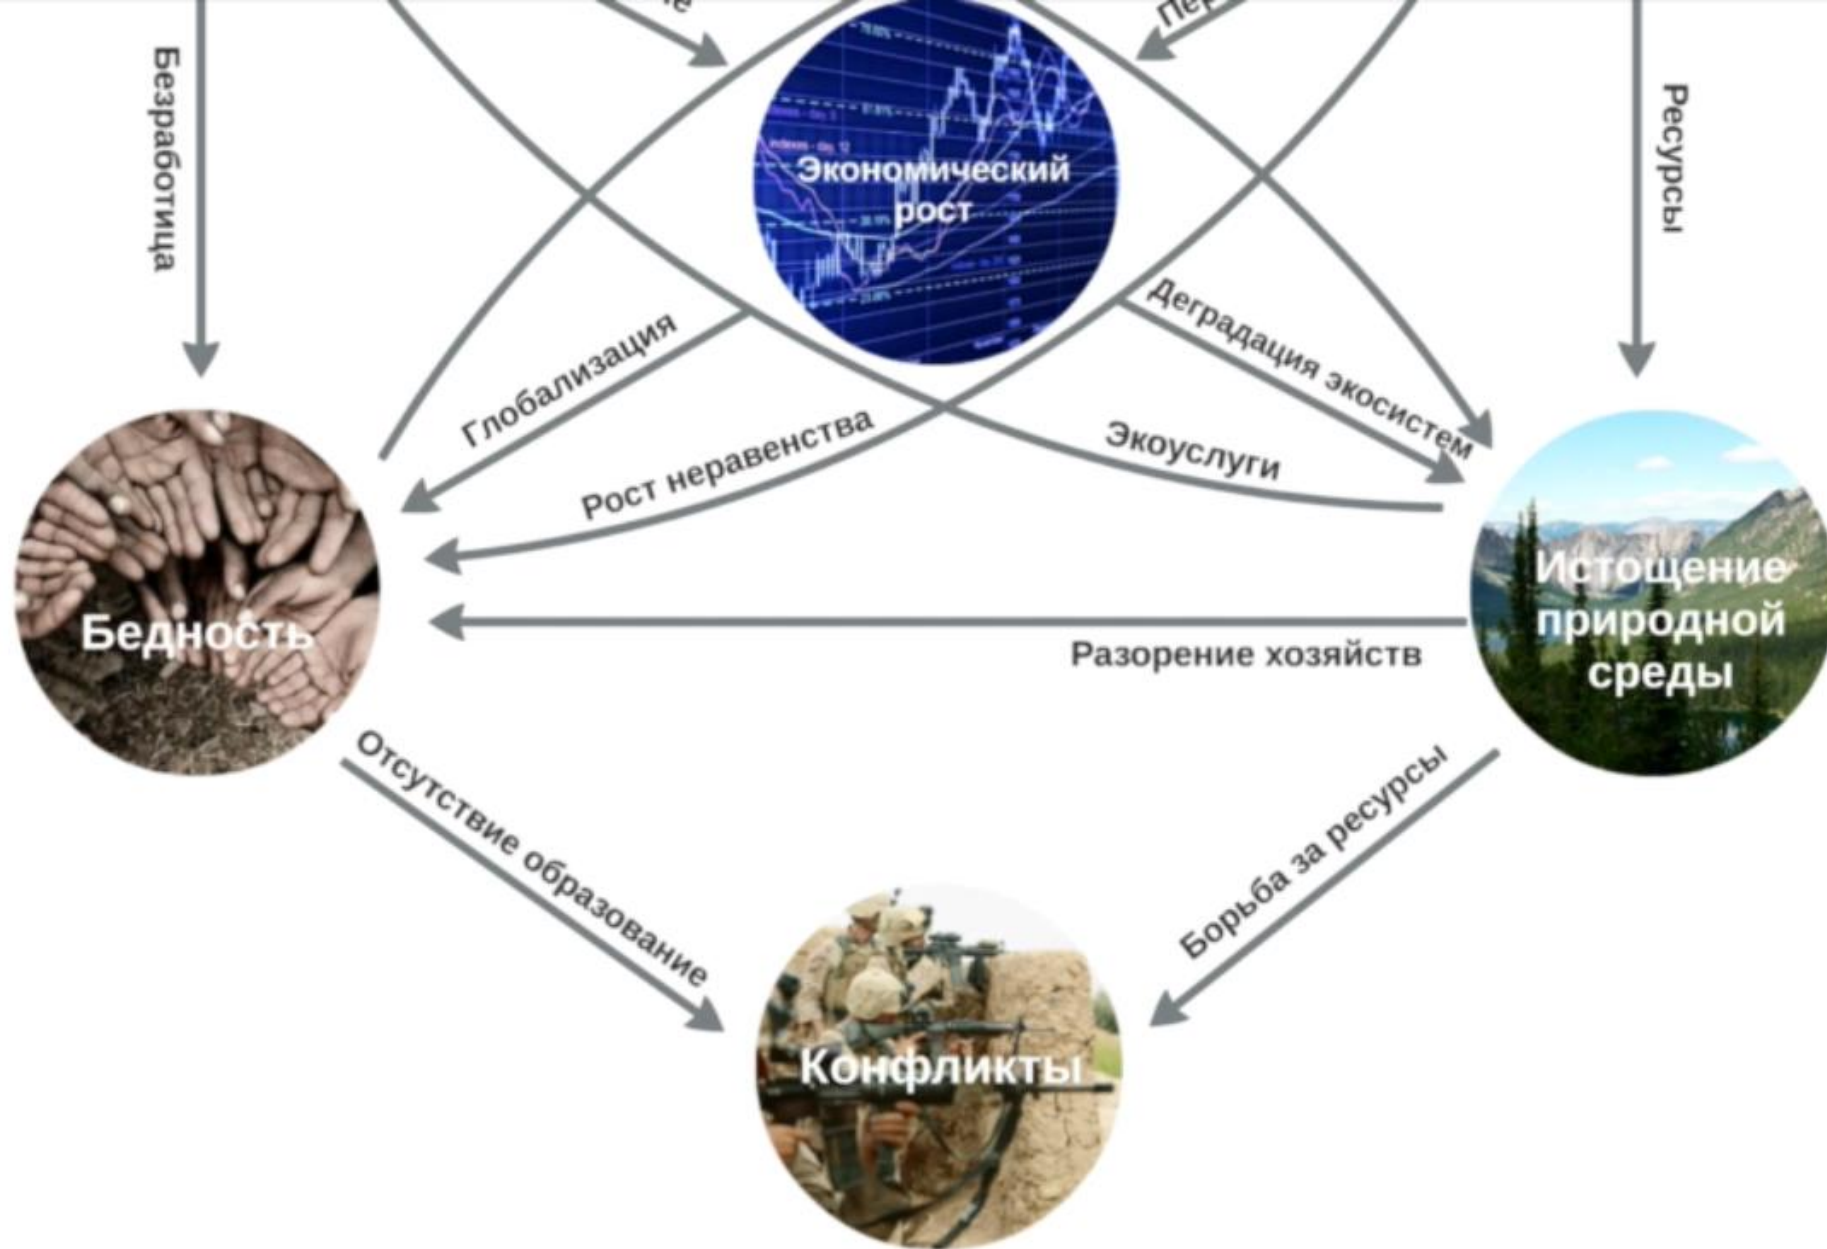 Безработица
Ресурсы
Экономический
рост
Глобализация
Деградация экосистем
Рост неравенства
Экоуслуги
Бедность
Истощение
природной
среды
Разорение хозяйств
Отсутствие образование
Борьба за ресурсы
Конфликты